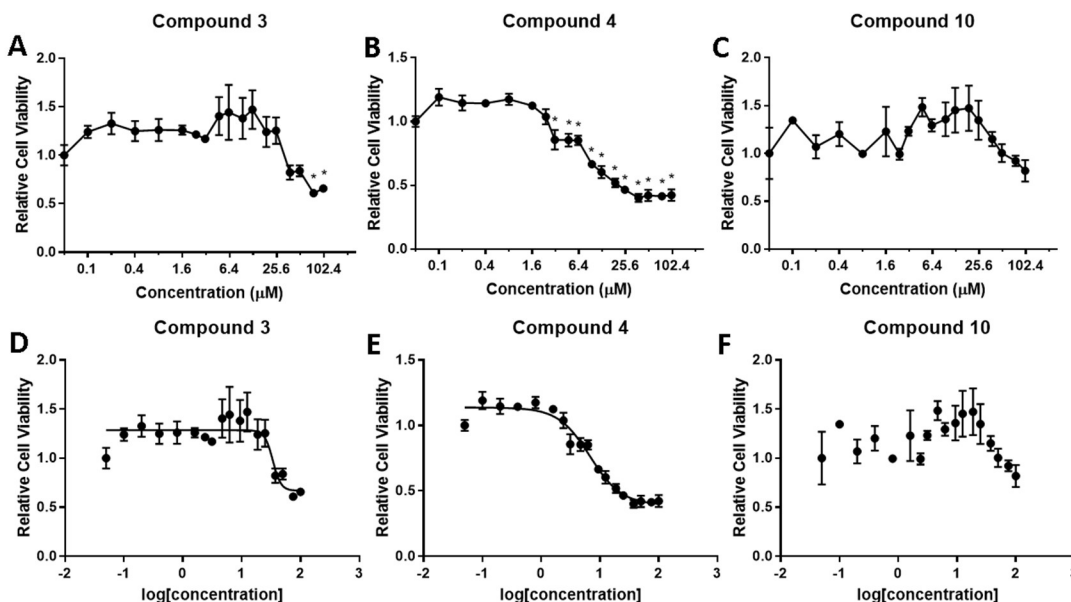 Compound 3
A
Relative Cell Viability
2.0
1.5
1.0
0.5
0.0
0.1 0.4 1.6 6.4 25.6 102.4
* *
Concentration (μM)
Compound 4
B
Relative Cell Viability
1.5
1.0
0.5
0.0
0.1 0.4 1.6 6.4 25.6 102.4
* * * * * * * * * * *
Concentration (μM)
Compound 10
C
Relative Cell Viability
2.0
1.5
1.0
0.5
0.0
0.1 0.4 1.6 6.4 25.6 102.4
Concentration (μM)
Compound 3
D
Relative Cell Viability
2.0
1.5
1.0
0.5
0.0
-2 -1 0 1 2 3
log[concentration]
Compound 4
E
Relative Cell Viability
1.5
1.0
0.5
0.0
-2 -1 0 1 2 3
log[concentration]
Compound 10
F
Relative Cell Viability
2.0
1.5
1.0
0.5
0.0
-2 -1 0 1 2 3
log[concentration]